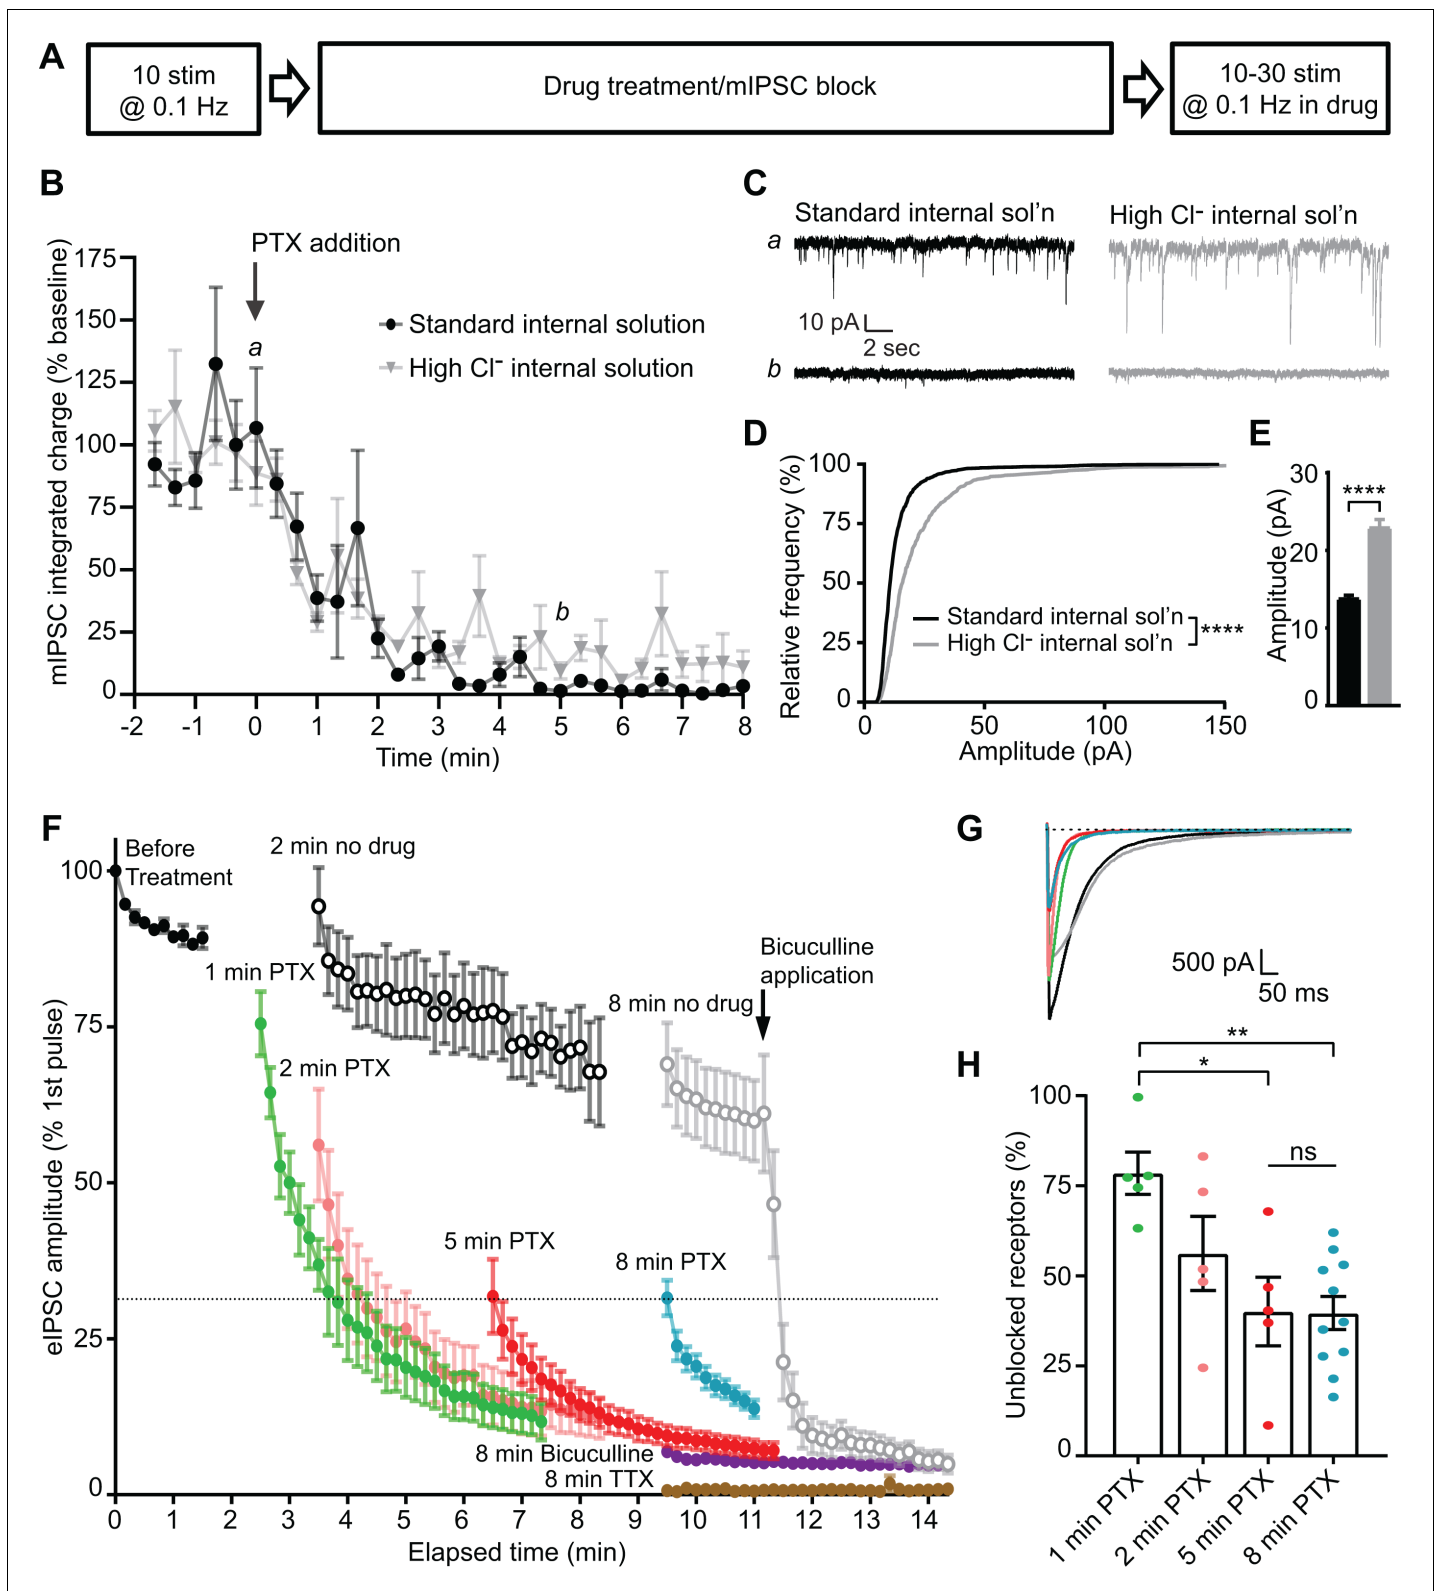 A
10 stim
@ 0.1 Hz
Drug treatment/mIPSC block
10-30 stim
@ 0.1 Hz in drug
B
mIPSC integrated charge (% baseline)
175
150
125
100
75
50
25
0
PTX addition
a
b
Standard internal solution
High Cl- internal solution
-2 -1 0 1 2 3 4 5 6 7 8
Time (min)
C
Standard internal sol'n
High Cl- internal sol'n
a
10 pA
2 sec
b
D
Relative frequency (%)
100
75
50
25
0
Standard internal sol'n
High Cl- internal sol'n
****
0 50 100 150
Amplitude (pA)
E
Amplitude (pA)
30
20
10
0
****
F
eIPSC amplitude (% 1st pulse)
100
75
50
25
0
Before
Treatment
2 min no drug
1 min PTX
2 min PTX
8 min no drug
Bicuculline
application
5 min PTX
8 min PTX
8 min Bicuculline
8 min TTX
0 1 2 3 4 5 6 7 8 9 10 11 12 13 14
Elapsed time (min)
G
500 pA
50 ms
H
Unblocked receptors (%)
100
75
50
25
0
**
*
ns
1 min PTX
2 min PTX
5 min PTX
8 min PTX